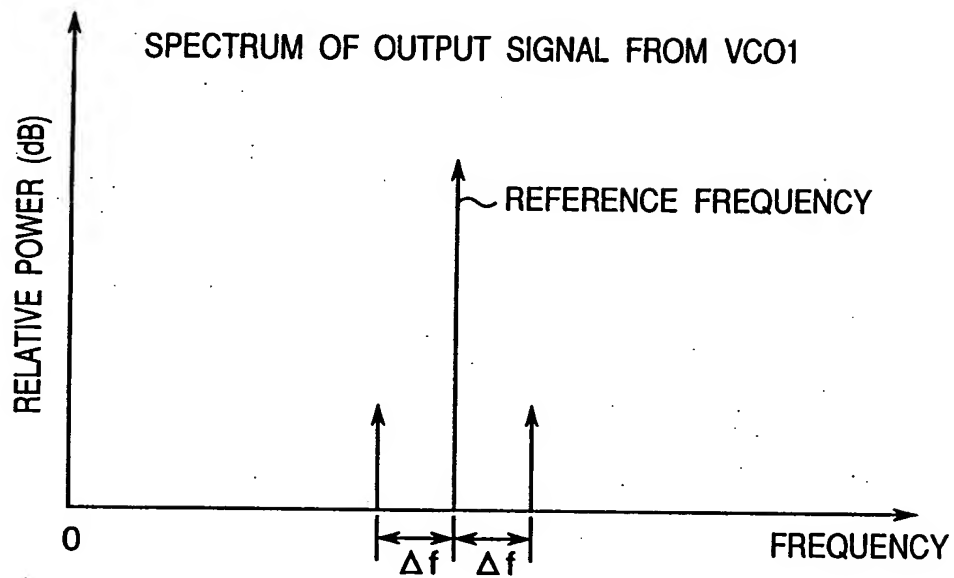 SPECTRUM OF OUTPUT SIGNAL FROM VCO1
RELATIVE POWER (dB)
REFERENCE FREQUENCY
0
Δf
Δf
FREQUENCY